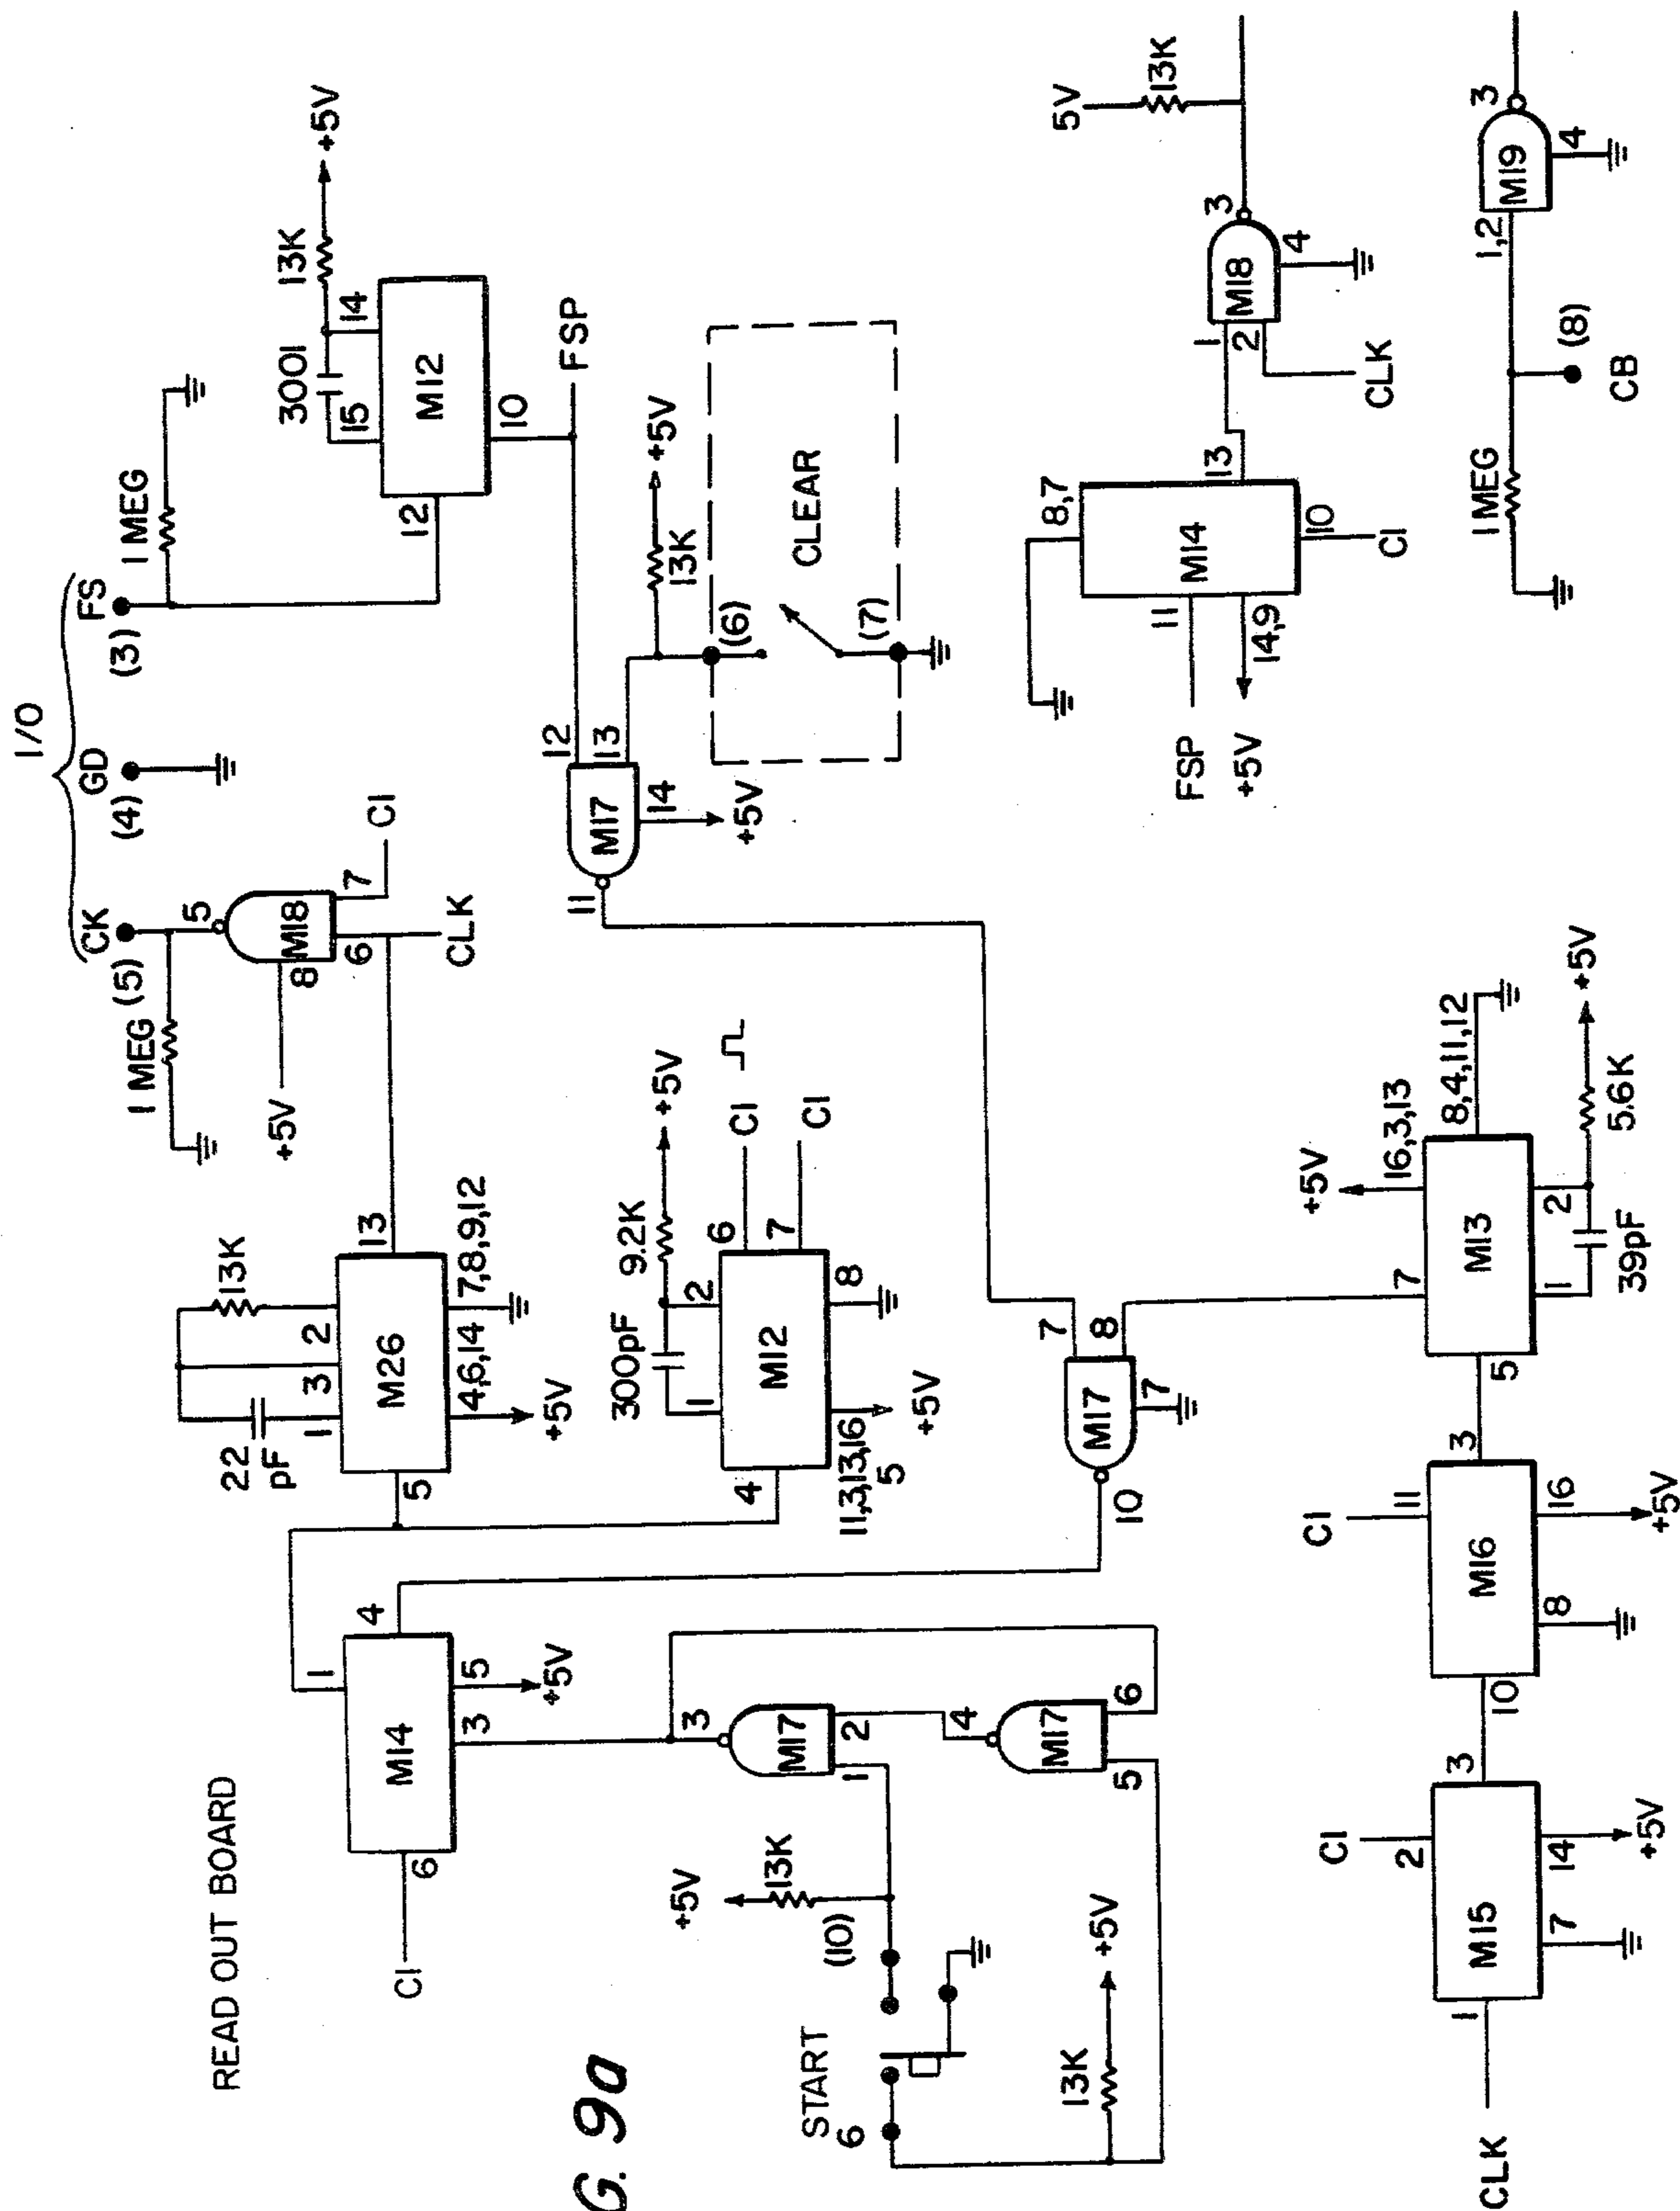 READ OUT BOARD
FIG. 9a
I/O
CK
GD
FS
(5)
(4)
(3)
1 MEG
1 MEG
5
M18
8
6
7
+5V
CLK
C1
13K
22
pF
1
3
2
M26
13
5
4,6,14
7,8,9,12
+5V
3001
13K
+5V
15
14
M12
12
10
FSP
C1
6
M14
1
4
5
3
+5V
300pF
9.2K
+5V
1
2
M12
6
C1
7
C1
4
11,3,13,16
5
8
+5V
12
13
M17
11
14
+5V
13K
+5V
(6)
CLEAR
(7)
START
6
(10)
+5V
13K
13K
+5V
3
M17
1
2
4
M17
5
6
7
8
M17
10
7
8,7
M14
11
FSP
14,9
+5V
13
10
C1
1
2
M18
3
4
CLK
5V
13K
CLK
1
M15
C1
2
3
7
14
+5V
10
M16
C1
11
3
8
16
+5V
5
M13
7
+5V
16,3,13
8,4,11,12
1
2
39pF
5.6K
+5V
1 MEG
(8)
CB
1,2
M19
3
4